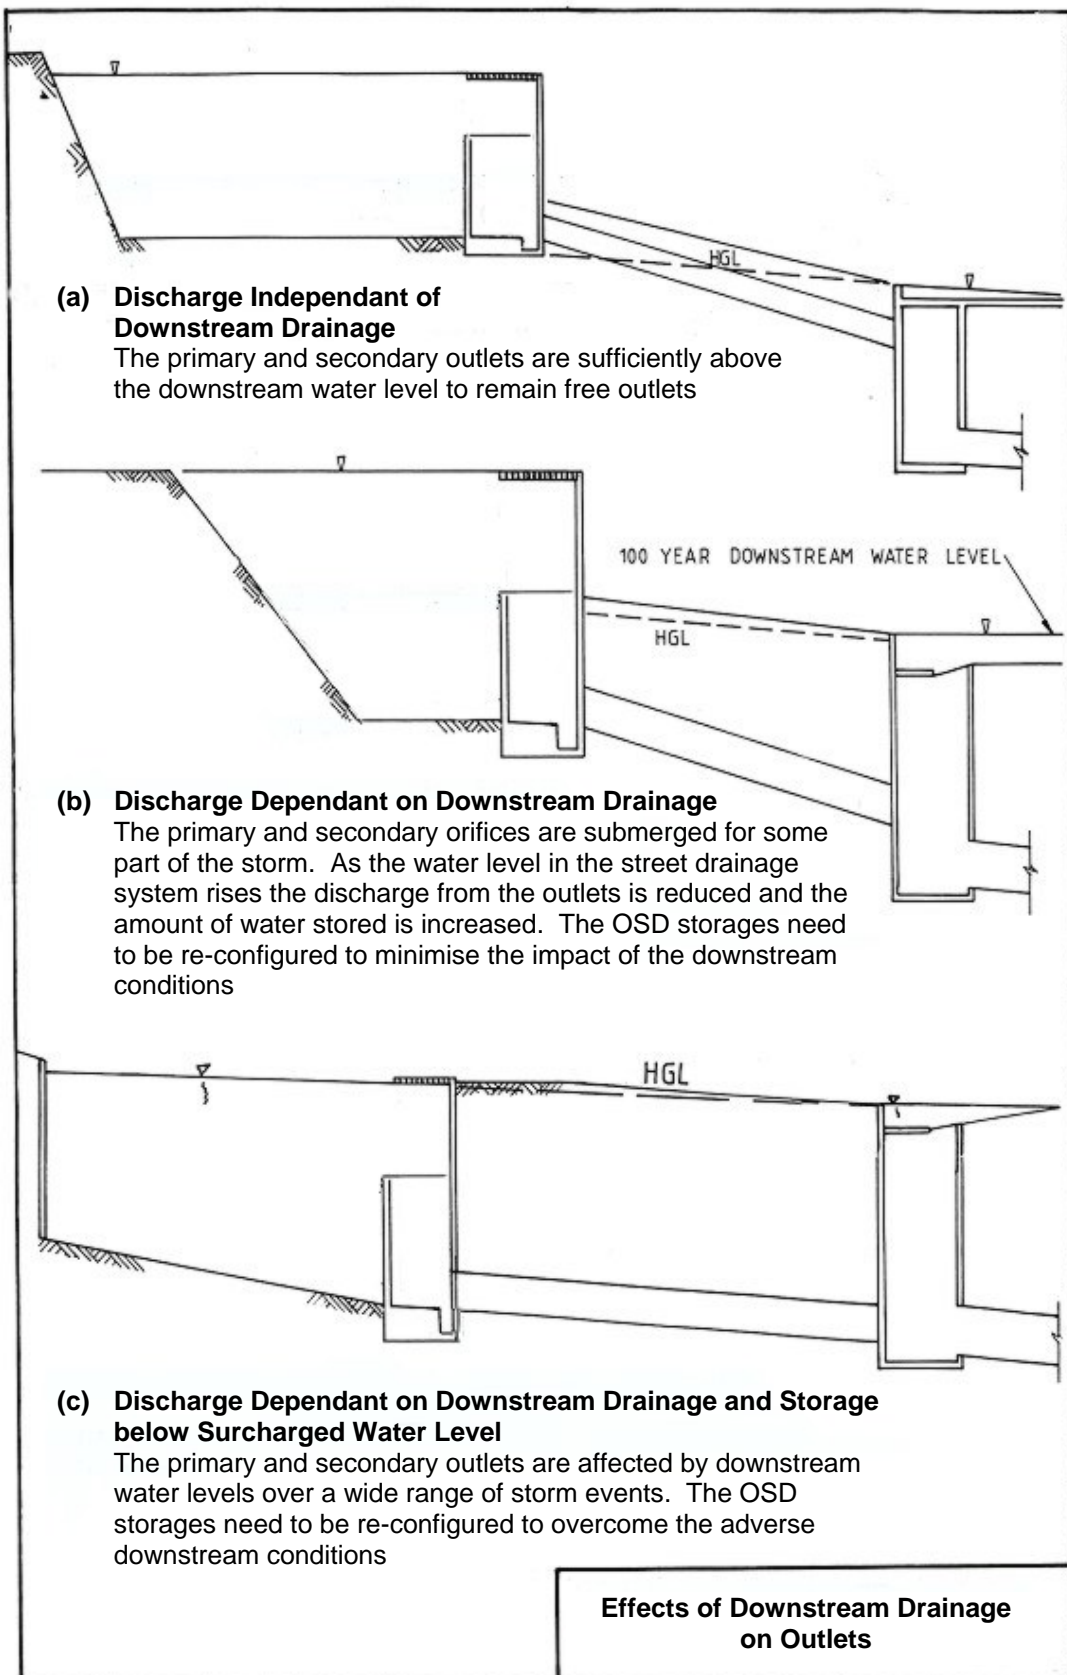 HGL
(a) Discharge Independant of
Downstream Drainage
The primary and secondary outlets are sufficiently above
the downstream water level to remain free outlets
100 YEAR DOWNSTREAM WATER LEVEL
HGL
(b) Discharge Dependant on Downstream Drainage
The primary and secondary orifices are submerged for some
part of the storm. As the water level in the street drainage
system rises the discharge from the outlets is reduced and the
amount of water stored is increased. The OSD storages need
to be re-configured to minimise the impact of the downstream
conditions
HGL
(c) Discharge Dependant on Downstream Drainage and Storage
below Surcharged Water Level
The primary and secondary outlets are affected by downstream
water levels over a wide range of storm events. The OSD
storages need to be re-configured to overcome the adverse
downstream conditions
Effects of Downstream Drainage
on Outlets